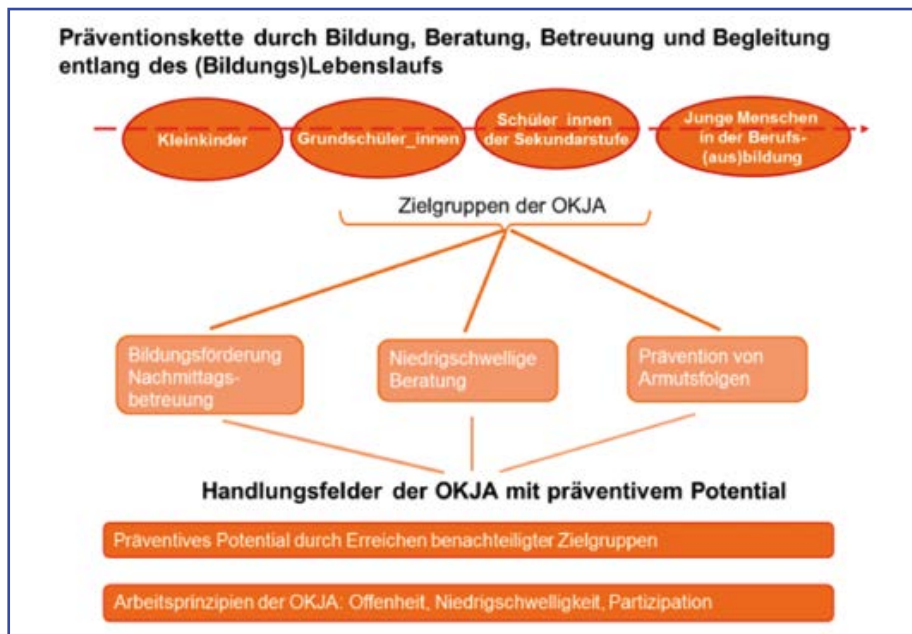 Präventionskette durch Bildung, Beratung, Betreuung und Begleitung
entlang des (Bildungs)Lebenslaufs
Kleinkinder
Grundschüler_innen
Schüler_innen
der Sekundarstufe
Junge Menschen
in der Berufs-
(aus)bildung
Zielgruppen der OKJA
Bildungsförderung
Nachmittags-
betreuung
Niedrigschwellige
Beratung
Prävention von
Armutsfolgen
Handlungsfelder der OKJA mit präventivem Potential
Präventives Potential durch Erreichen benachteiligter Zielgruppen
Arbeitsprinzipien der OKJA: Offenheit, Niedrigschwelligkeit, Partizipation